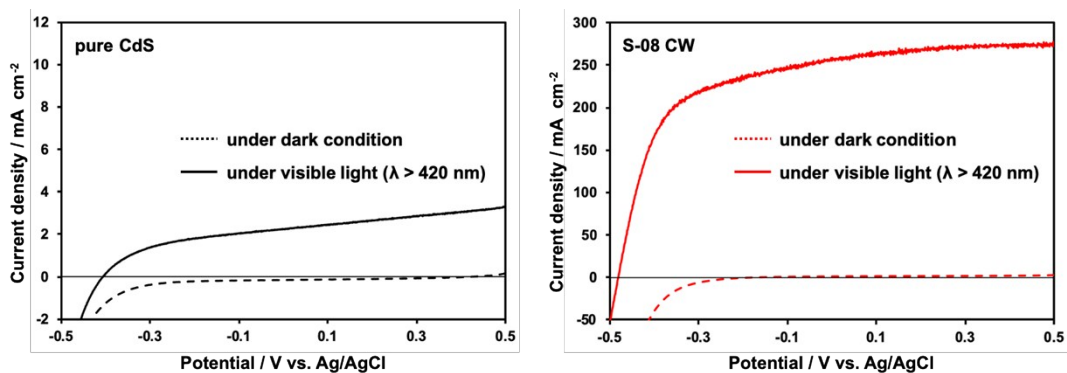 pure CdS
12
10
8
6
4
2
0
-2
-0.5
-0.3
-0.1
0.1
0.3
0.5
Current density / mA cm-2
Potential / V vs. Ag/AgCl
under dark condition
under visible light (λ > 420 nm)
S-08 CW
300
250
200
150
100
50
0
-50
-0.5
-0.3
-0.1
0.1
0.3
0.5
Current density / mA cm-2
Potential / V vs. Ag/AgCl
under dark condition
under visible light (λ > 420 nm)